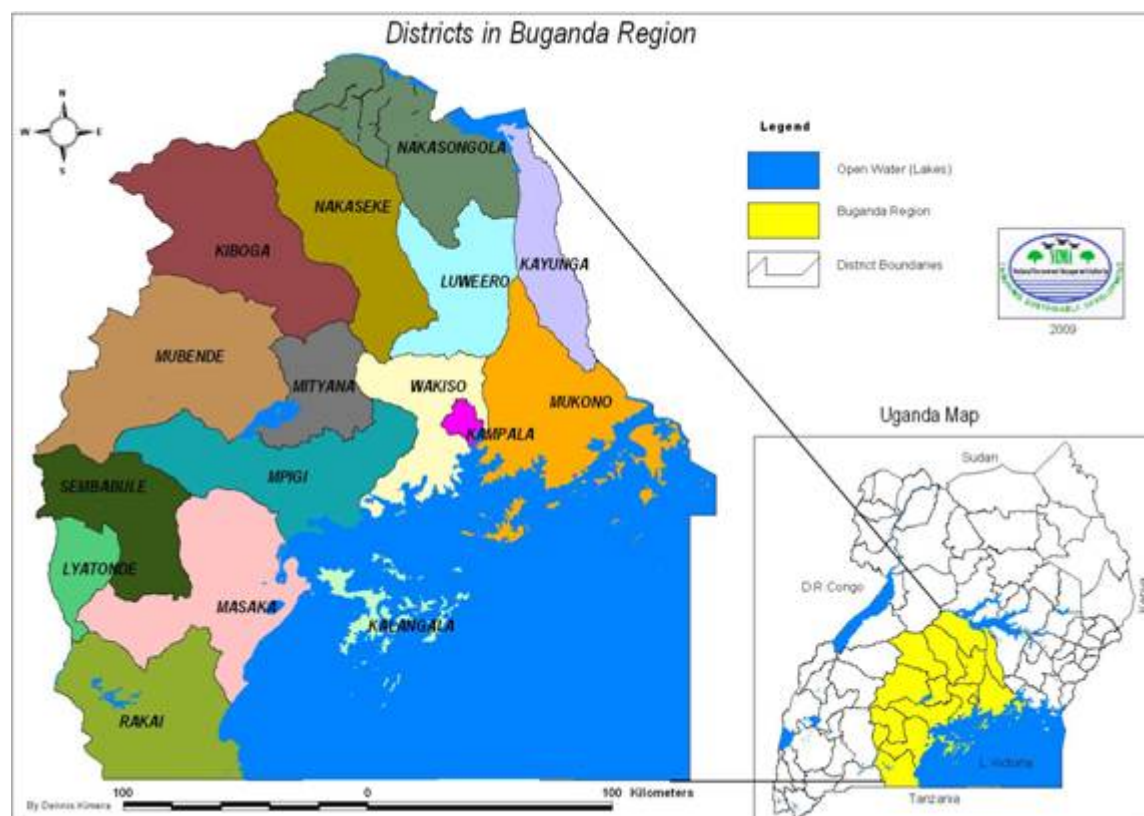 Districts in Buganda Region
N
W E
S
Legend
Open Water (Lakes)
Buganda Region
District Boundaries
2009
NAKASONGOLA
NAKASEKE
KIBOGA
KAYUNGA
LUWEERO
MUBENDE
MITYANA
WAKISO
MUKONO
KAMPALA
MPIGI
SEMBABULE
LYATONDE
MASAKA
KALANGALA
RAKAI
Uganda Map
Sudan
D.R Congo
Kenya
L. Victoria
Tanzania
By Dennis Kimera
100 0 100 Kilometers